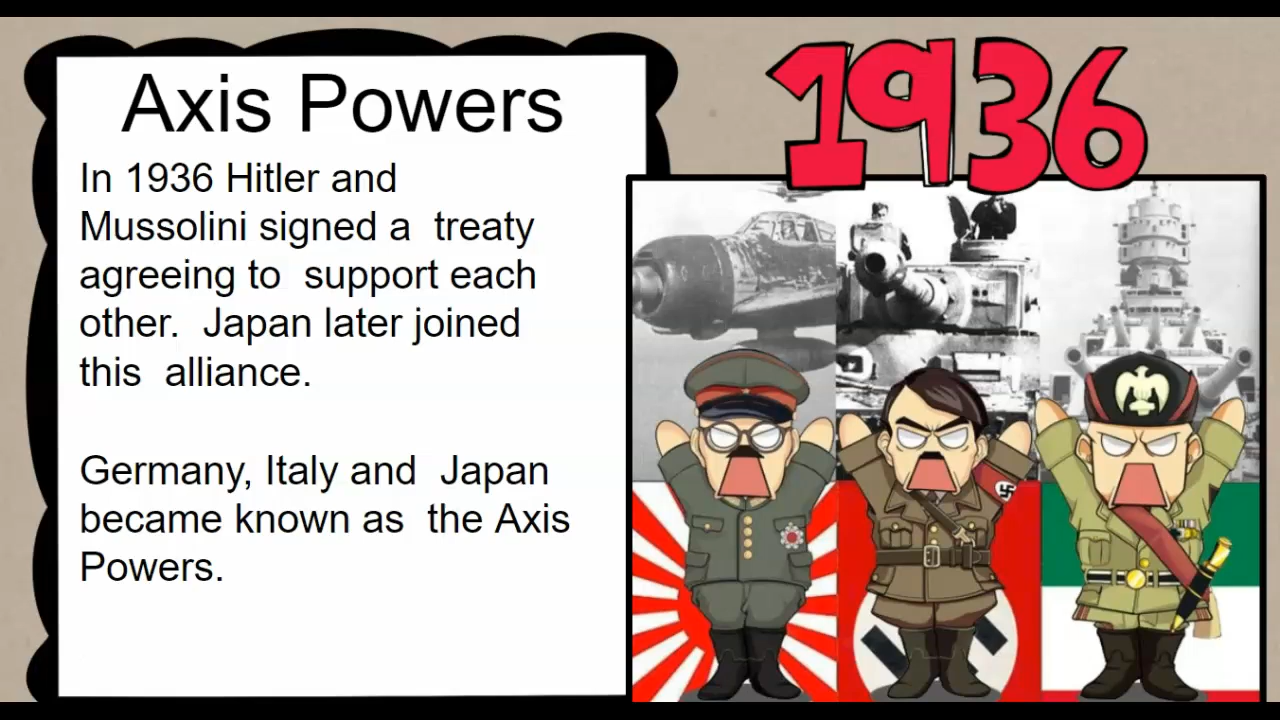 Axis Powers
In 1936 Hitler and
Mussolini signed a  treaty
agreeing to  support each
other.  Japan later joined
this  alliance.
Germany, Italy and  Japan
became known as  the Axis
Powers.
1936